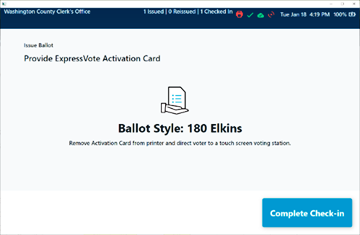 Washington County Clerk's Office 1 Issued | 0 Reissued | 1 Checked In Tue Jan 18 4:19 PM 100%
Issue Ballot
Provide ExpressVote Activation Card
Ballot Style: 180 Elkins
Remove Activation Card from printer and direct voter to a touch screen voting station.
Complete Check-in